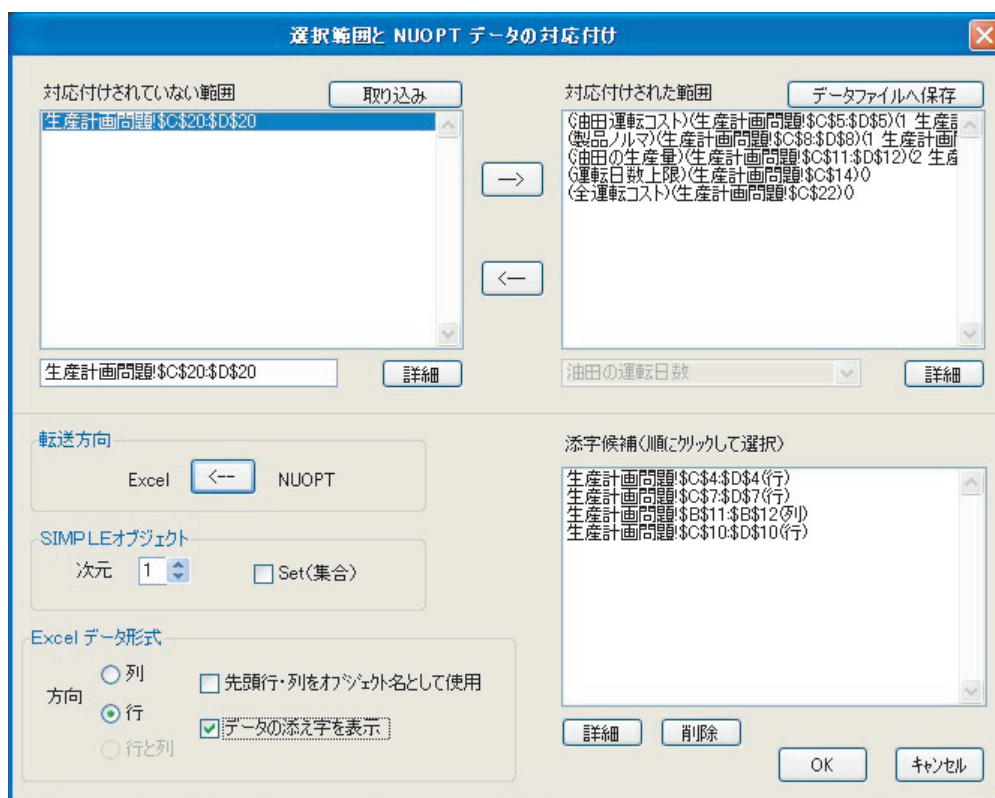 選択範囲と NUOPT データの対応付け
対応付けされていない範囲
取り込み
生産計画問題!$C$20:$D$20
生産計画問題!$C$20:$D$20
詳細
-->
<--
対応付けされた範囲
データファイルへ保存
(油田運転コスト)(生産計画問題!$C$5:$D$5)(1 生産計
(製品ノルマ)(生産計画問題!$C$8:$D$8)(1 生産計画問
(油田の生産量)(生産計画問題!$C$11:$D$12)(2 生産
(運転日数上限)(生産計画問題!$C$14)0
(全運転コスト)(生産計画問題!$C$22)0
油田の運転日数
詳細
転送方向
Excel <-- NUOPT
SIMPLEオブジェクト
次元 1 Set(集合)
Excel データ形式
方向
列
行
行と列
先頭行・列をオブジェクト名として使用
データの添え字を表示
添字候補(順にクリックして選択)
生産計画問題!$C$4:$D$4(行)
生産計画問題!$C$7:$D$7(行)
生産計画問題!$B$11:$B$12(列)
生産計画問題!$C$10:$D$10(行)
詳細
削除
OK
キャンセル